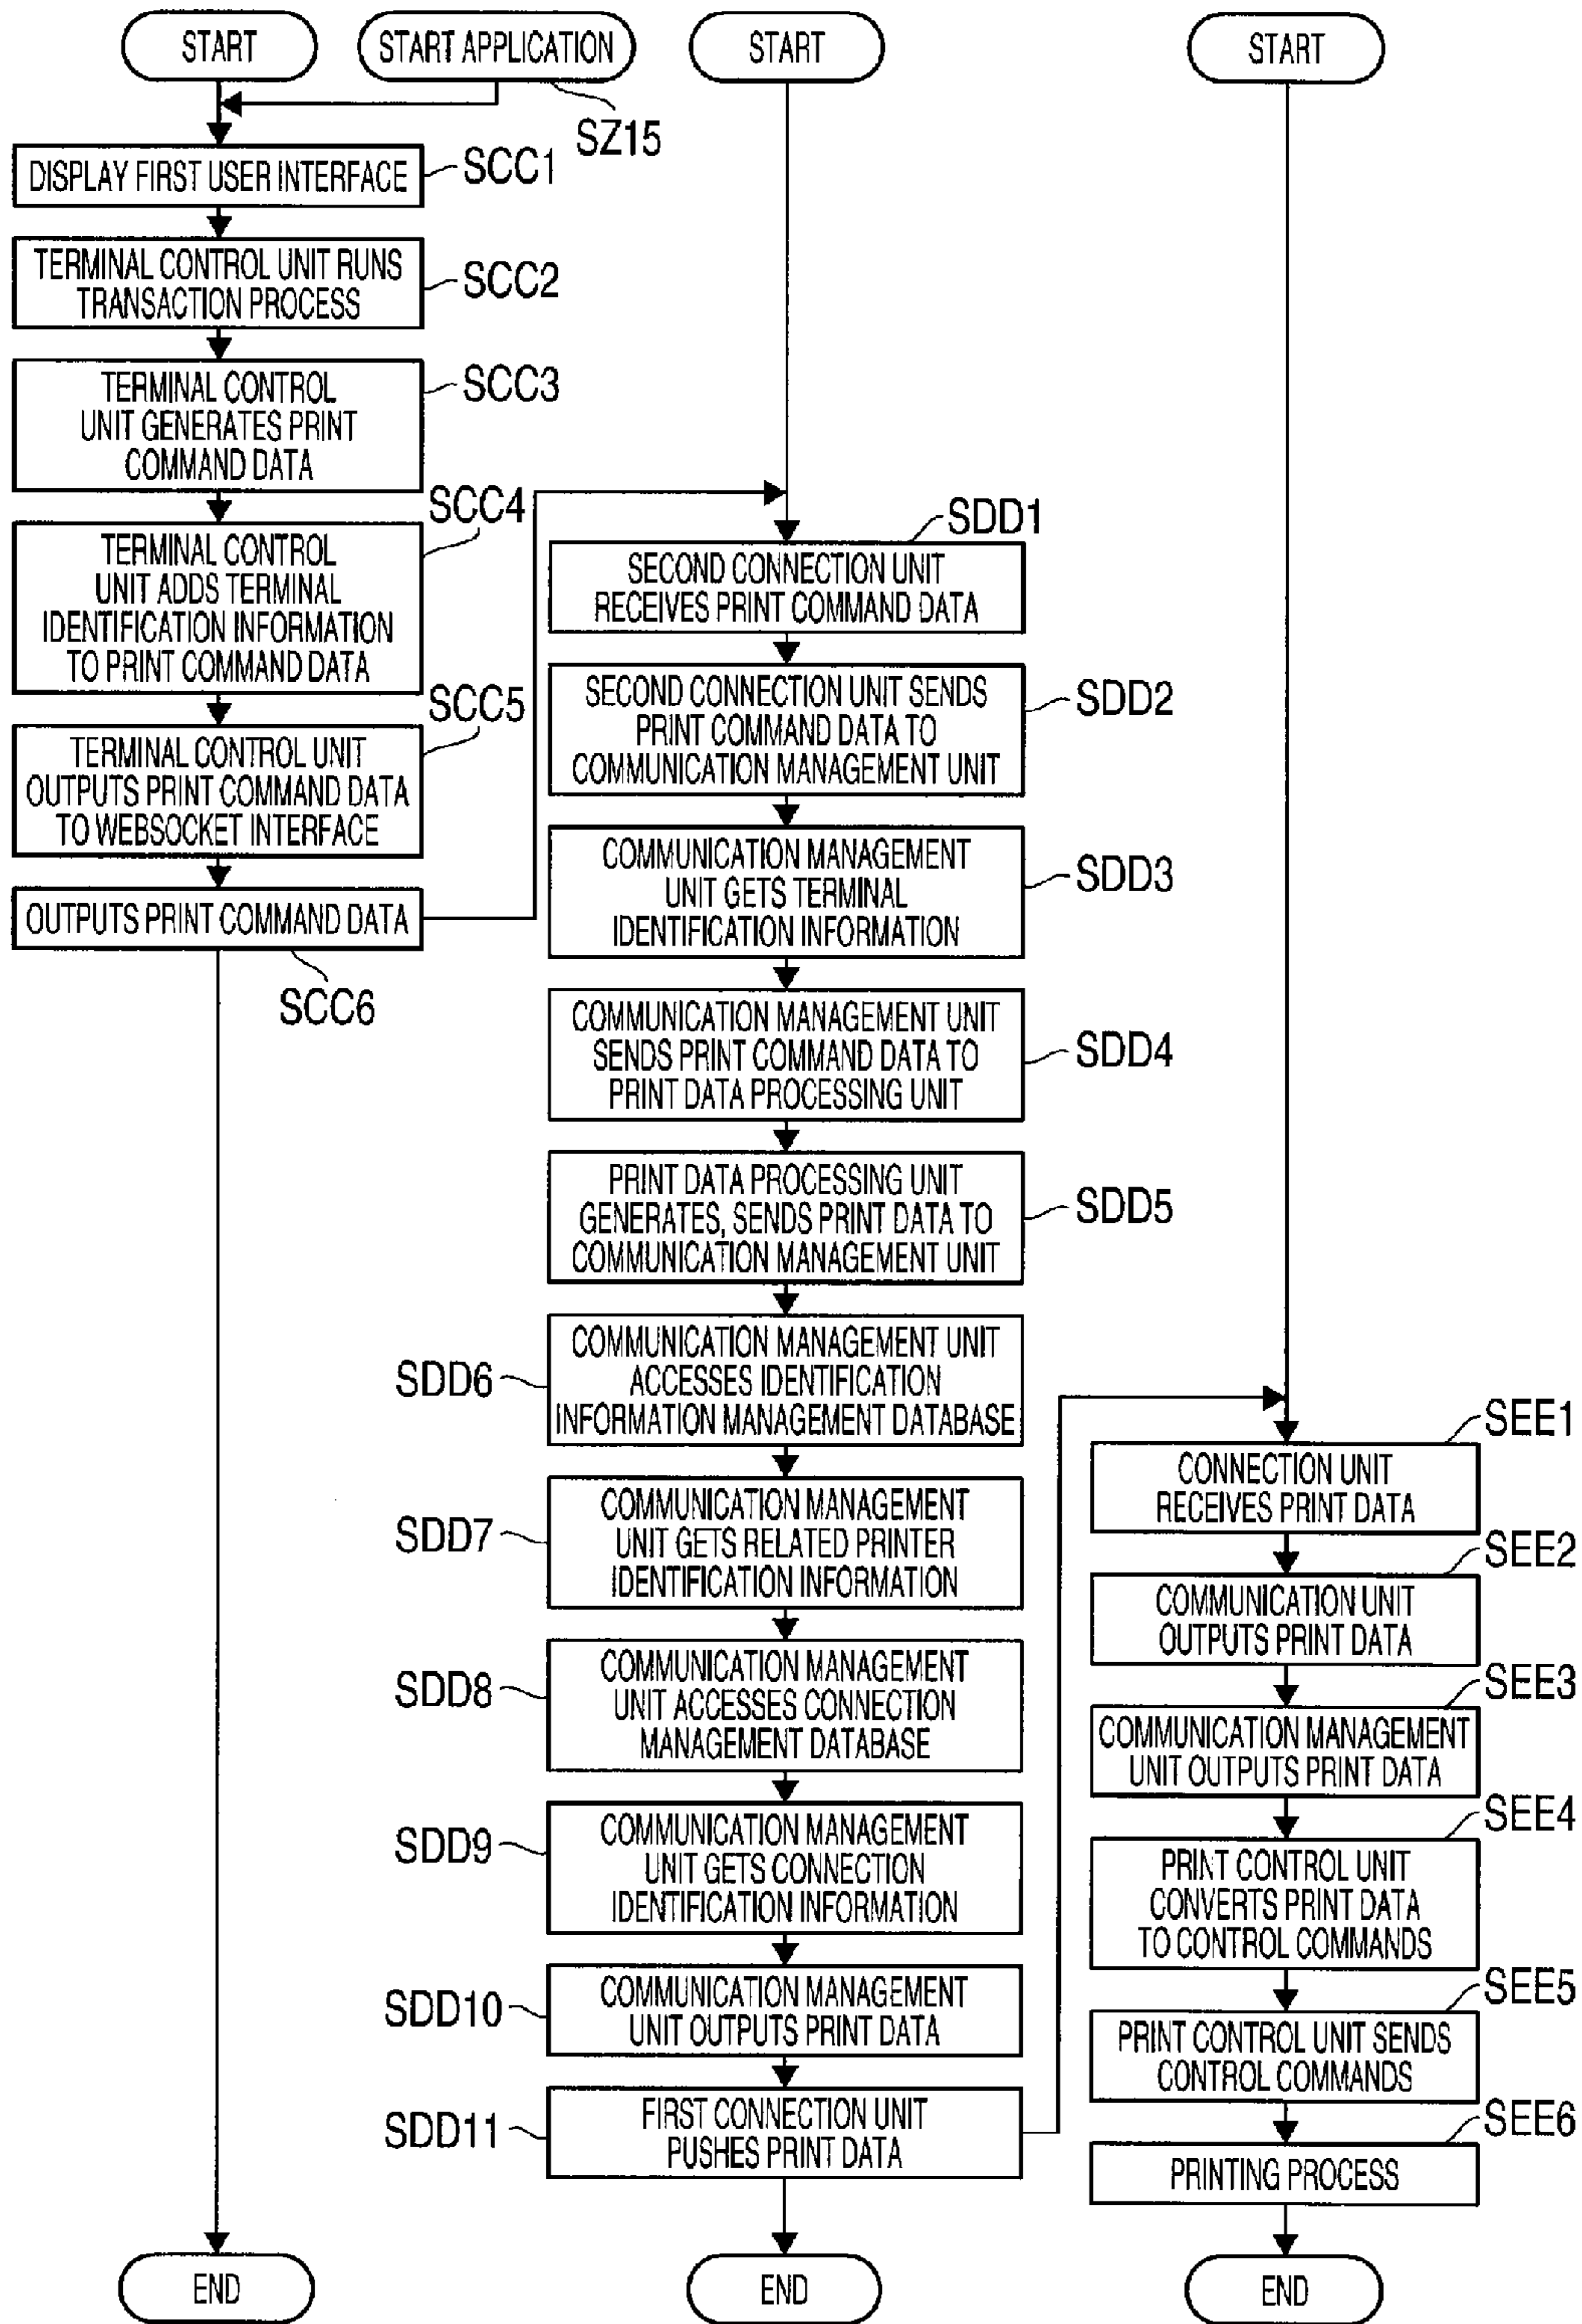 START
START APPLICATION
SZ15
DISPLAY FIRST USER INTERFACE
SCC1
TERMINAL CONTROL UNIT RUNS
TRANSACTION PROCESS
SCC2
TERMINAL CONTROL
UNIT GENERATES PRINT
COMMAND DATA
SCC3
TERMINAL CONTROL
UNIT ADDS TERMINAL
IDENTIFICATION INFORMATION
TO PRINT COMMAND DATA
SCC4
TERMINAL CONTROL UNIT
OUTPUTS PRINT COMMAND DATA
TO WEBSOCKET INTERFACE
SCC5
OUTPUTS PRINT COMMAND DATA
SCC6
END
START
SDD1
SECOND CONNECTION UNIT
RECEIVES PRINT COMMAND DATA
SECOND CONNECTION UNIT SENDS
PRINT COMMAND DATA TO
COMMUNICATION MANAGEMENT UNIT
SDD2
COMMUNICATION MANAGEMENT
UNIT GETS TERMINAL
IDENTIFICATION INFORMATION
SDD3
COMMUNICATION MANAGEMENT UNIT
SENDS PRINT COMMAND DATA TO
PRINT DATA PROCESSING UNIT
SDD4
PRINT DATA PROCESSING UNIT
GENERATES, SENDS PRINT DATA TO
COMMUNICATION MANAGEMENT UNIT
SDD5
SDD6
COMMUNICATION MANAGEMENT UNIT
ACCESSES IDENTIFICATION
INFORMATION MANAGEMENT DATABASE
SDD7
COMMUNICATION MANAGEMENT
UNIT GETS RELATED PRINTER
IDENTIFICATION INFORMATION
SDD8
COMMUNICATION MANAGEMENT
UNIT ACCESSES CONNECTION
MANAGEMENT DATABASE
SDD9
COMMUNICATION MANAGEMENT
UNIT GETS CONNECTION
IDENTIFICATION INFORMATION
SDD10
COMMUNICATION MANAGEMENT
UNIT OUTPUTS PRINT DATA
SDD11
FIRST CONNECTION UNIT
PUSHES PRINT DATA
END
START
SEE1
CONNECTION UNIT
RECEIVES PRINT DATA
SEE2
COMMUNICATION UNIT
OUTPUTS PRINT DATA
SEE3
COMMUNICATION MANAGEMENT
UNIT OUTPUTS PRINT DATA
SEE4
PRINT CONTROL UNIT
CONVERTS PRINT DATA
TO CONTROL COMMANDS
SEE5
PRINT CONTROL UNIT SENDS
CONTROL COMMANDS
SEE6
PRINTING PROCESS
END